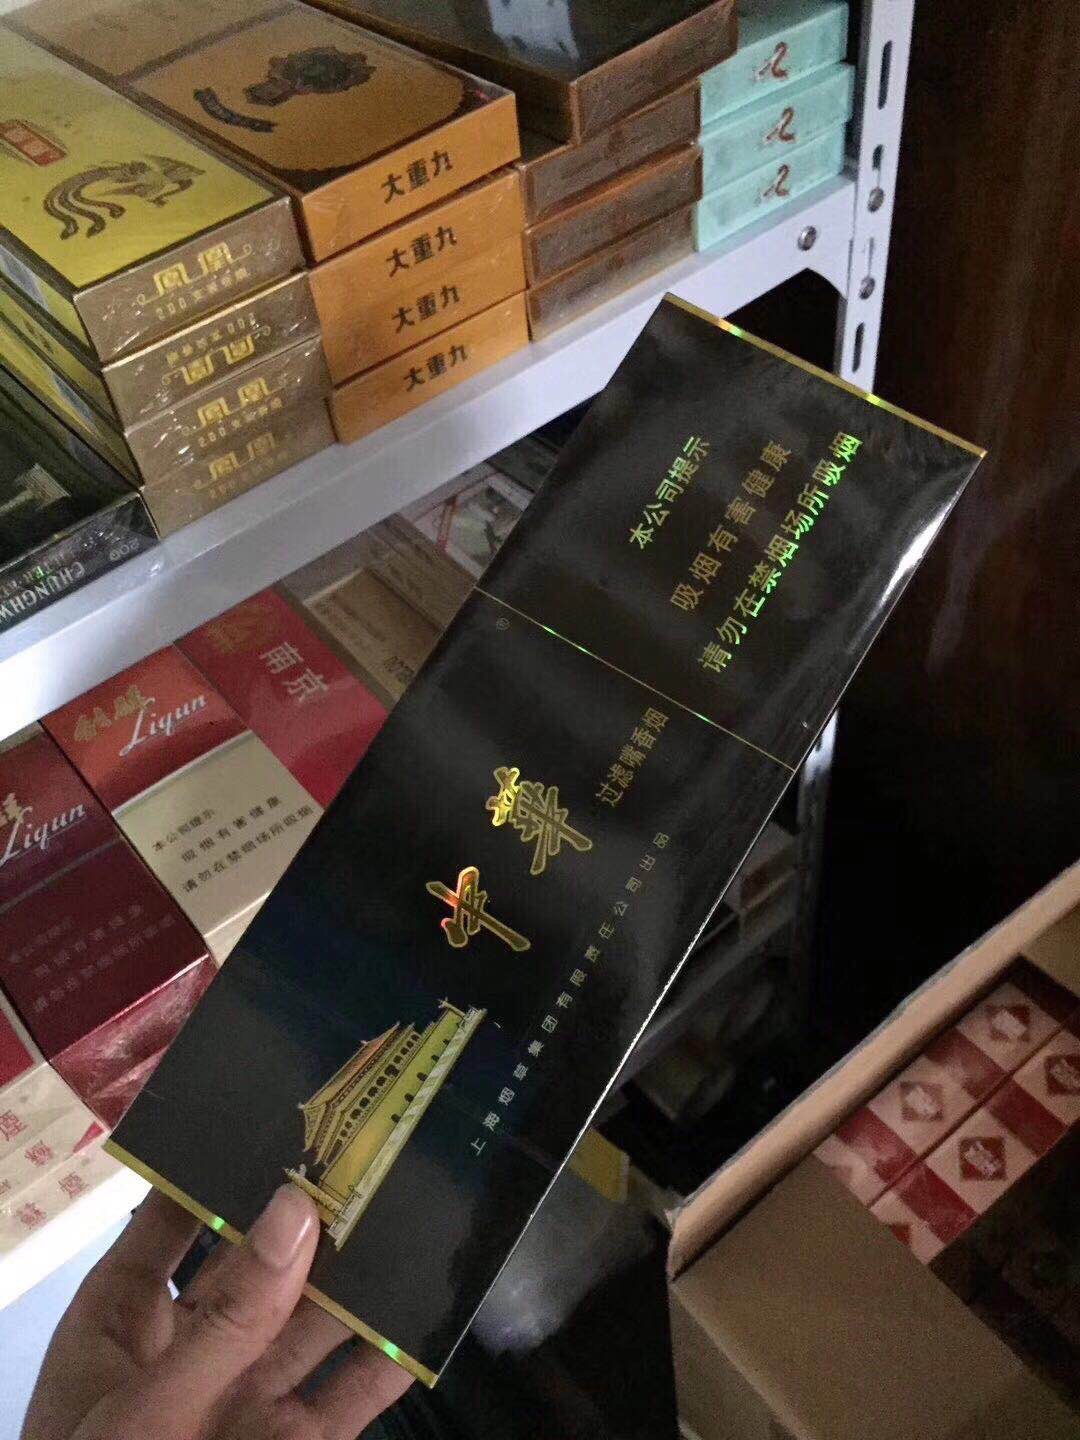 大重九
大重九
大重九
大重九
凤凰
凤凰
凤凰
凤凰
200
CHUNGHW
本公司提示
吸烟有害健康
请勿在禁烟场所吸烟
中華
过滤嘴香烟
上海烟草集团有限责任公司出品
南京
Liqun
本公司提示
吸烟有害健康
请勿在禁烟场所吸烟
Liqun